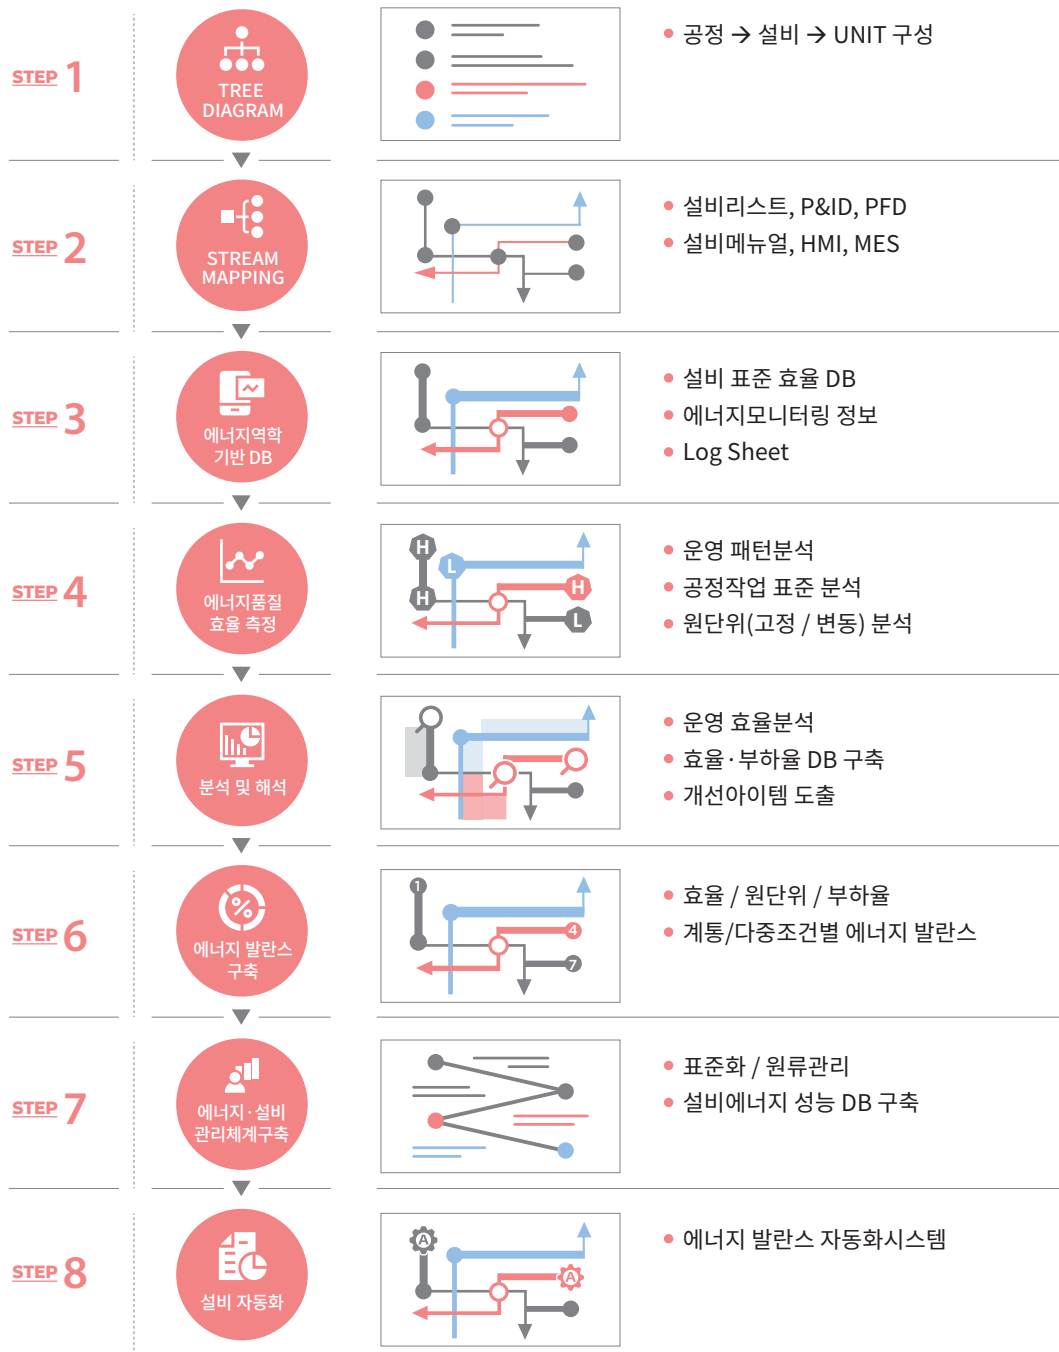 STEP 1
TREE
DIAGRAM
공정 → 설비 → UNIT 구성
STEP 2
STREAM
MAPPING
설비리스트, P&ID, PFD
설비메뉴얼, HMI, MES
STEP 3
에너지역학
기반 DB
설비 표준 효율 DB
에너지모니터링 정보
Log Sheet
STEP 4
에너지품질
효율 측정
H
L
H
H
L
운영 패턴분석
공정작업 표준 분석
원단위(고정 / 변동) 분석
STEP 5
분석 및 해석
운영 효율분석
효율·부하율 DB 구축
개선아이템 도출
STEP 6
%
에너지 발란스
구축
1
4
7
효율 / 원단위 / 부하율
계통/다중조건별 에너지 발란스
STEP 7
에너지·설비
관리체계구축
표준화 / 원류관리
설비에너지 성능 DB 구축
STEP 8
설비 자동화
A
A
에너지 발란스 자동화시스템